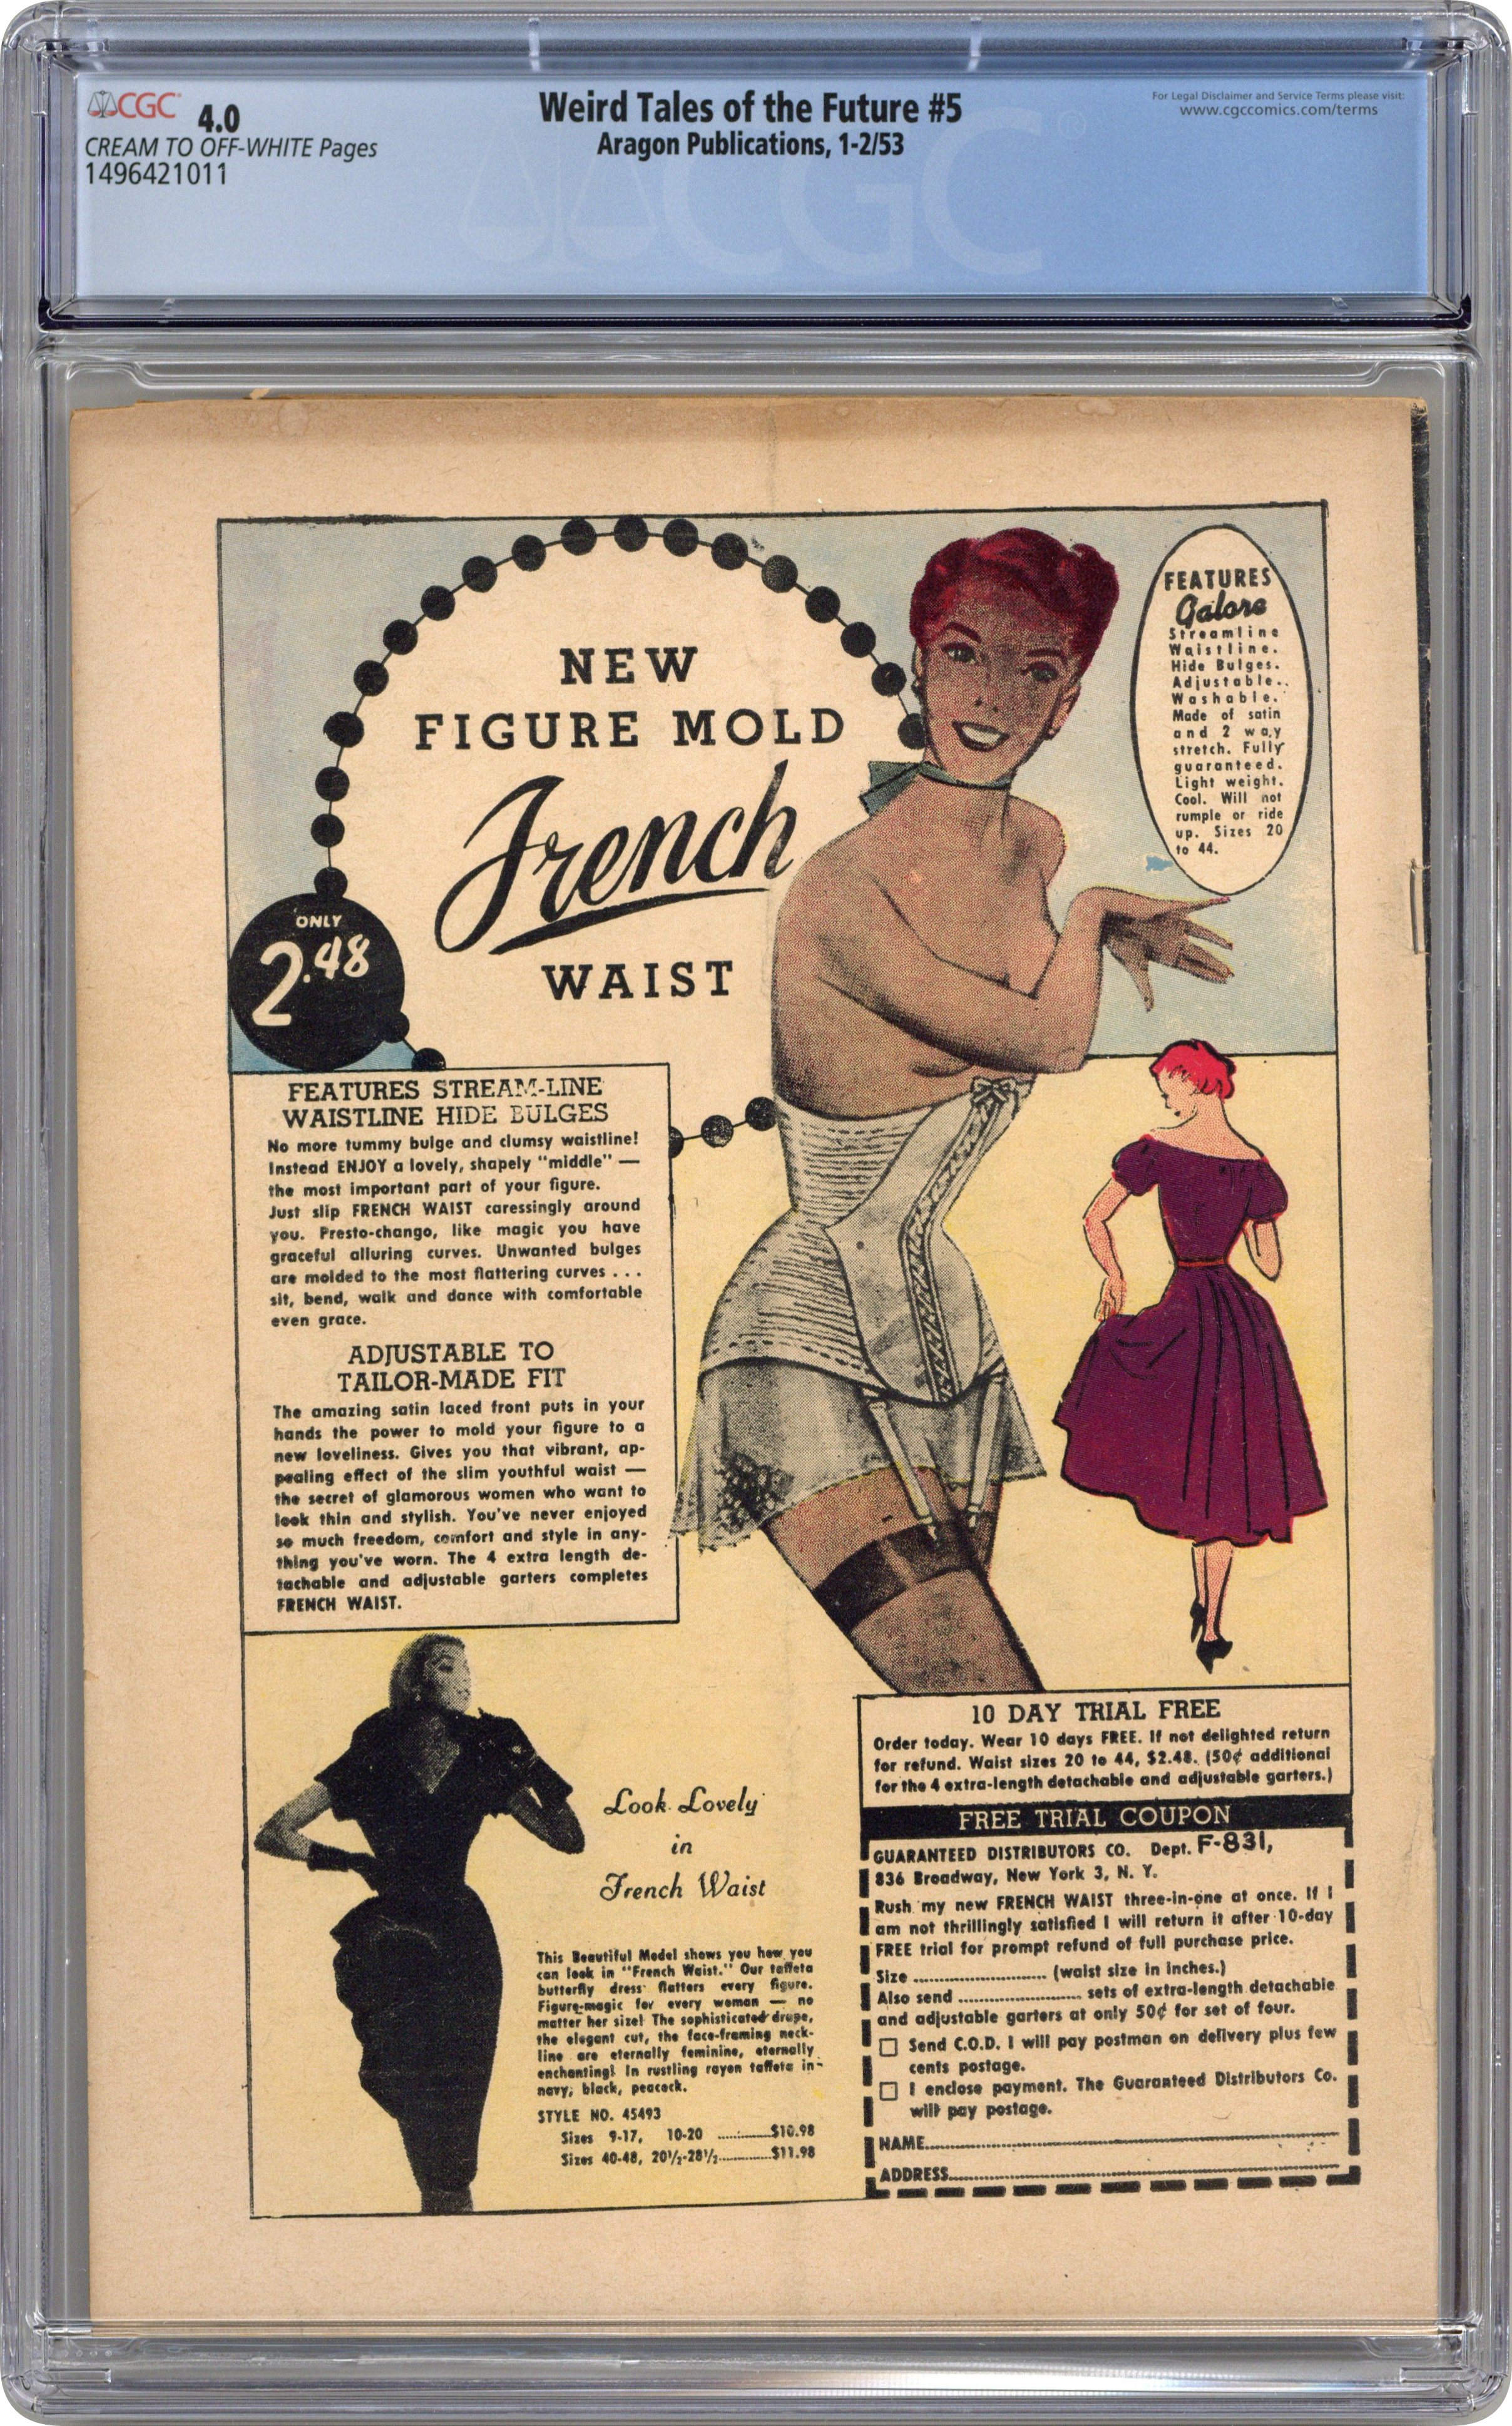 CGC 4.0
CREAM TO OFF-WHITE Pages
1496421011
Weird Tales of the Future #5
Aragon Publications, 1-2/53
For Legal Disclaimer and Service Terms please visit:
www.cgccomics.com/terms
CGC
NEW
FIGURE MOLD
French
WAIST
ONLY
2.48
FEATURES
Galore
Streamline
Waistline.
Hide Bulges.
Adjustable..
Washable.
Made of satin
and 2 way
stretch. Fully
guaranteed.
Light weight.
Cool. Will not
rumple or ride
up. Sizes 20
to 44.
FEATURES STREAM-LINE
WAISTLINE HIDE BULGES
No more tummy bulge and clumsy waistline!
Instead ENJOY a lovely, shapely "middle" —
the most important part of your figure.
Just slip FRENCH WAIST caressingly around
you. Presto-chango, like magic you have
graceful alluring curves. Unwanted bulges
are molded to the most flattering curves . . .
sit, bend, walk and dance with comfortable
even grace.
ADJUSTABLE TO
TAILOR-MADE FIT
The amazing satin laced front puts in your
hands the power to mold your figure to a
new loveliness. Gives you that vibrant, ap-
pealing effect of the slim youthful waist —
the secret of glamorous women who want to
look thin and stylish. You've never enjoyed
so much freedom, comfort and style in any-
thing you've worn. The 4 extra length de-
tachable and adjustable garters completes
FRENCH WAIST.
Look Lovely
in
French Waist
This Beautiful Model shows you how you
can look in "French Waist." Our taffeta
butterfly dress flatters every figure.
Figure-magic for every woman — no
matter her size! The sophisticated drape,
the elegant cut, the face-framing neck-
line are eternally feminine, eternally
enchanting! In rustling rayon taffeta in
navy, black, peacock.
STYLE NO. 45493
Sizes 9-17, 10-20 ............$10.98
Sizes 40-48, 20½-28½............$11.98
10 DAY TRIAL FREE
Order today. Wear 10 days FREE. If not delighted return
for refund. Waist sizes 20 to 44, $2.48. (50¢ additional
for the 4 extra-length detachable and adjustable garters.)
FREE TRIAL COUPON
GUARANTEED DISTRIBUTORS CO. Dept. F-831,
836 Broadway, New York 3, N. Y.
Rush my new FRENCH WAIST three-in-one at once. If I
am not thrillingly satisfied I will return it after 10-day
FREE trial for prompt refund of full purchase price.
Size ............................ (waist size in inches.)
Also send ............................ sets of extra-length detachable
and adjustable garters at only 50¢ for set of four.
☐ Send C.O.D. I will pay postman on delivery plus few
cents postage.
☐ I enclose payment. The Guaranteed Distributors Co.
will pay postage.
NAME............................
ADDRESS............................